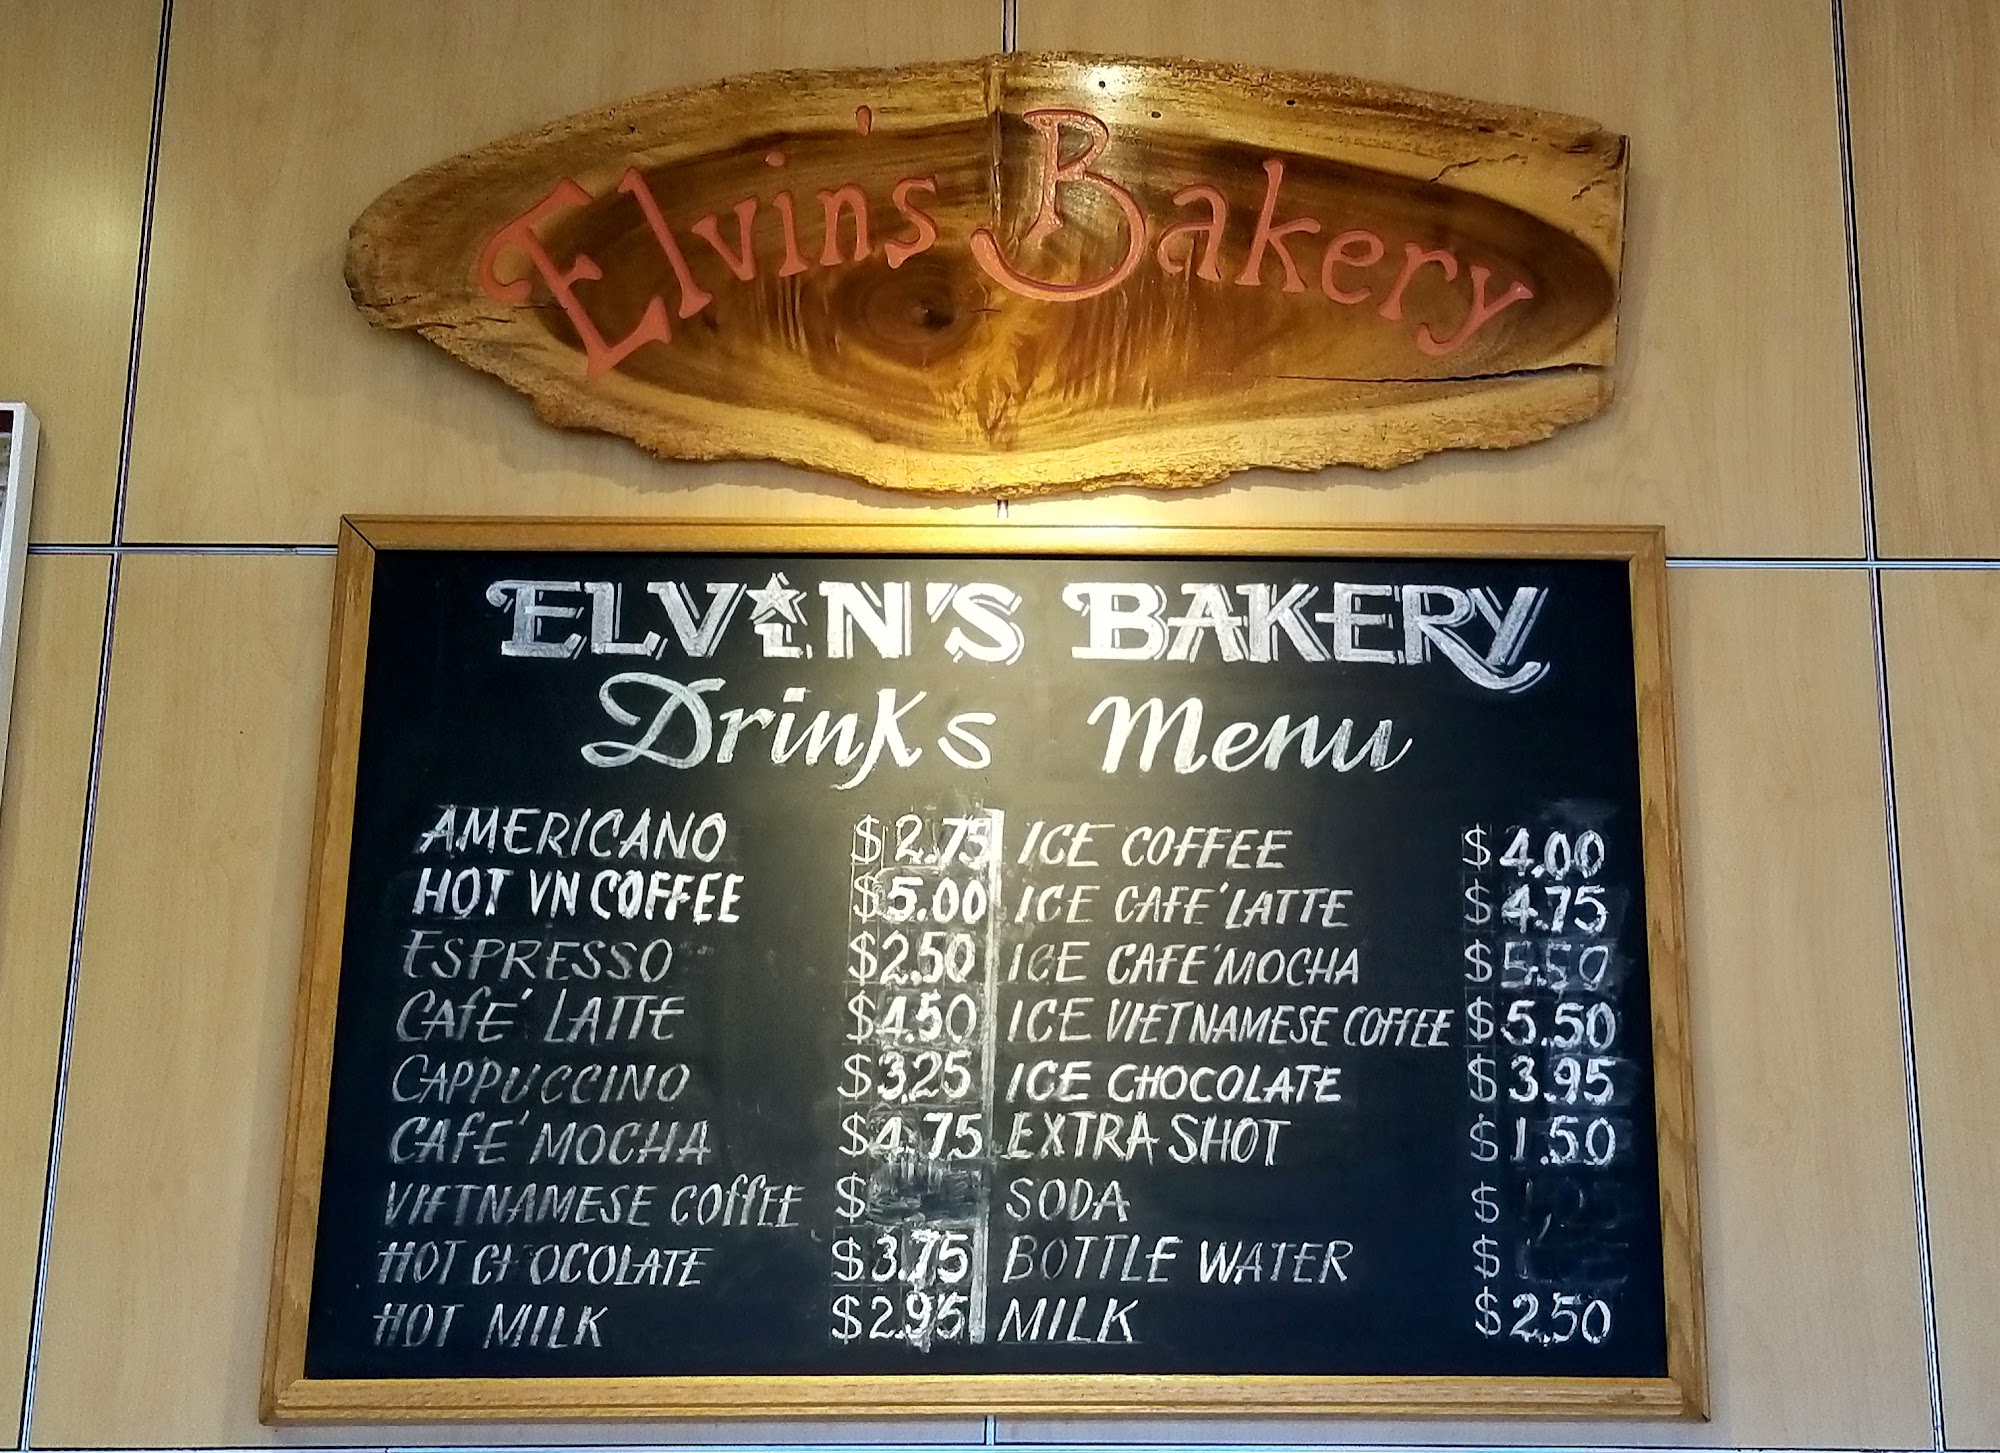 Elvin's Bakery
ELVIN'S BAKERY
Drinks Menu
AMERICANO $2.75
HOT VN COFFEE $5.00
ESPRESSO $2.50
CAFE' LATTE $4.50
CAPPUCCINO $3.25
CAFE' MOCHA $4.75
VIETNAMESE COFFEE $
HOT CHOCOLATE $3.75
HOT MILK $2.95
ICE COFFEE $4.00
ICE CAFE' LATTE $4.75
ICE CAFE' MOCHA $5.50
ICE VIETNAMESE COFFEE $5.50
ICE CHOCOLATE $3.95
EXTRA SHOT $1.50
SODA $
BOTTLE WATER $
MILK $2.50